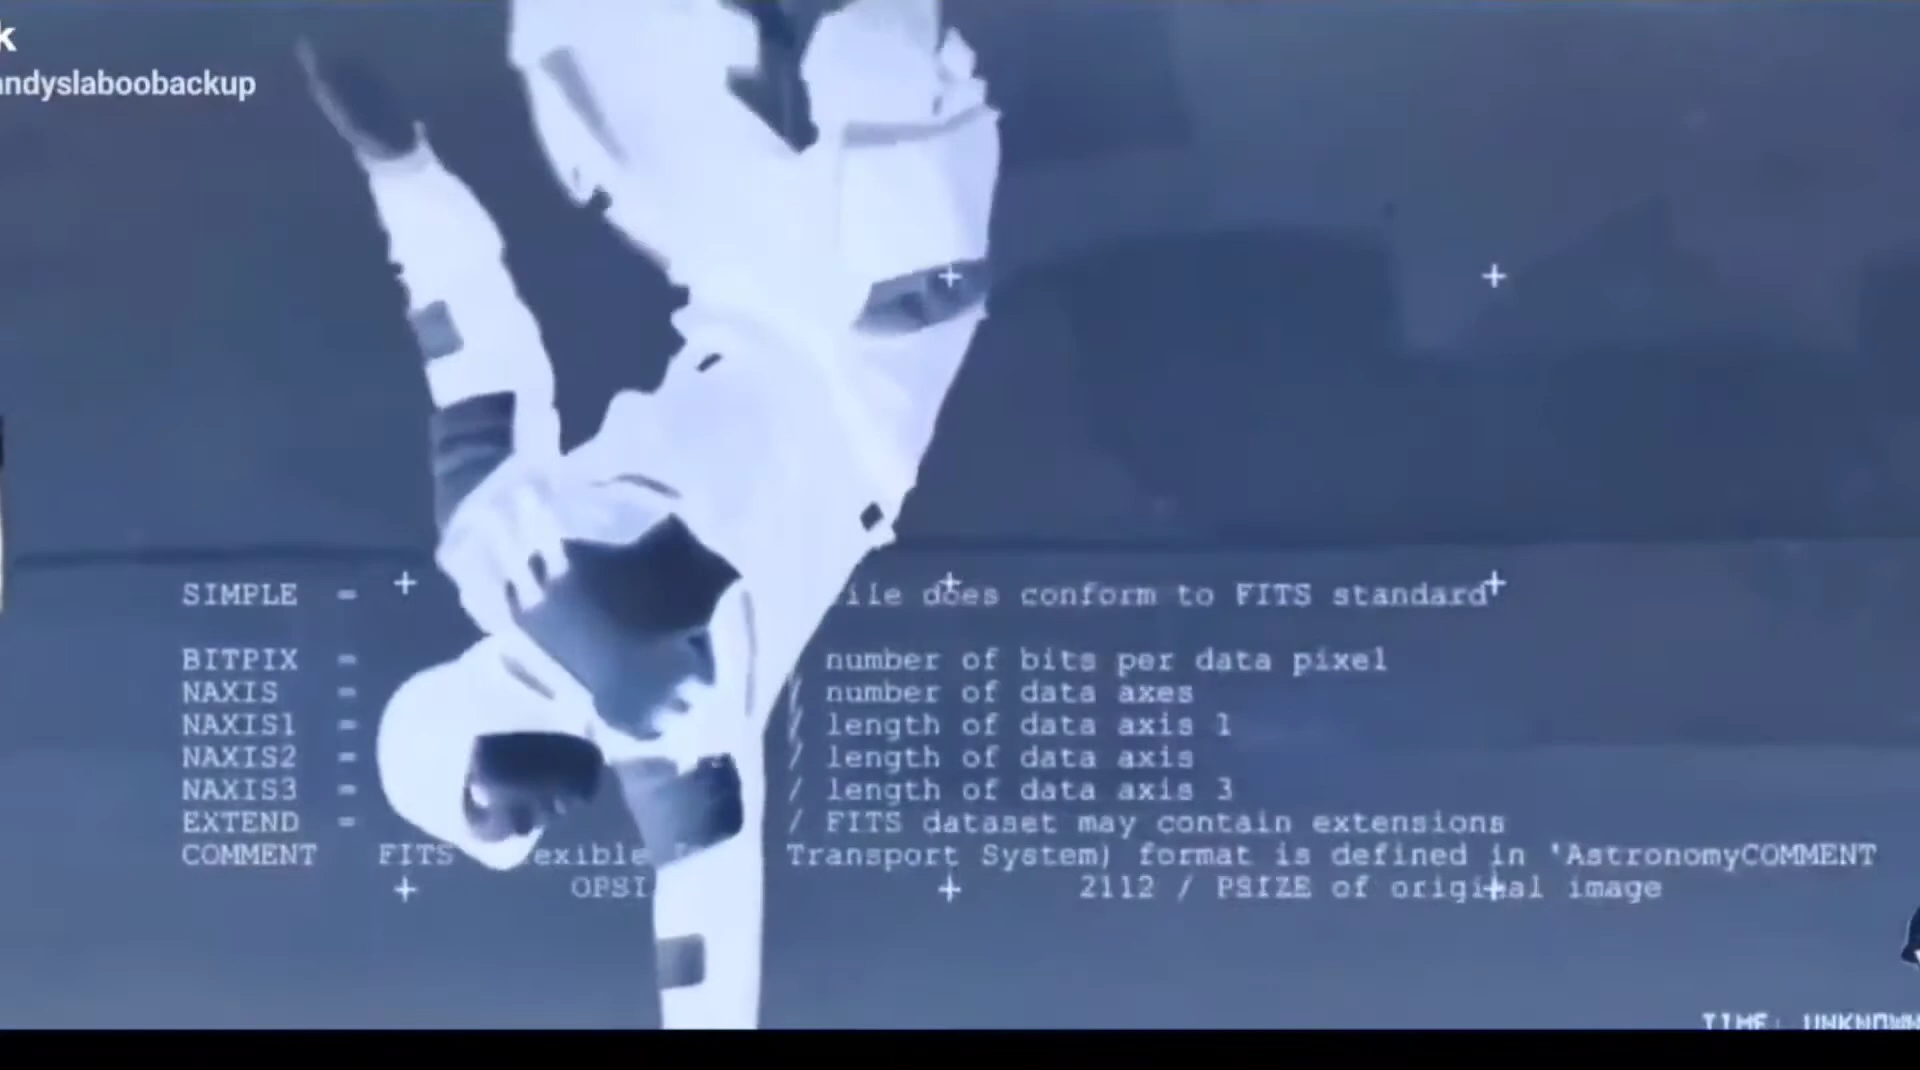 k
andyslaboobackup
SIMPLE = ile does conform to FITS standard
BITPIX = number of bits per data pixel
NAXIS = / number of data axes
NAXIS1 = / length of data axis 1
NAXIS2 = / length of data axis
NAXIS3 = / length of data axis 3
EXTEND = / FITS dataset may contain extensions
COMMENT FITS exible Transport System) format is defined in 'AstronomyCOMMENT
OPSI 2112 / PSIZE of original image
TIME: UNKNOWN